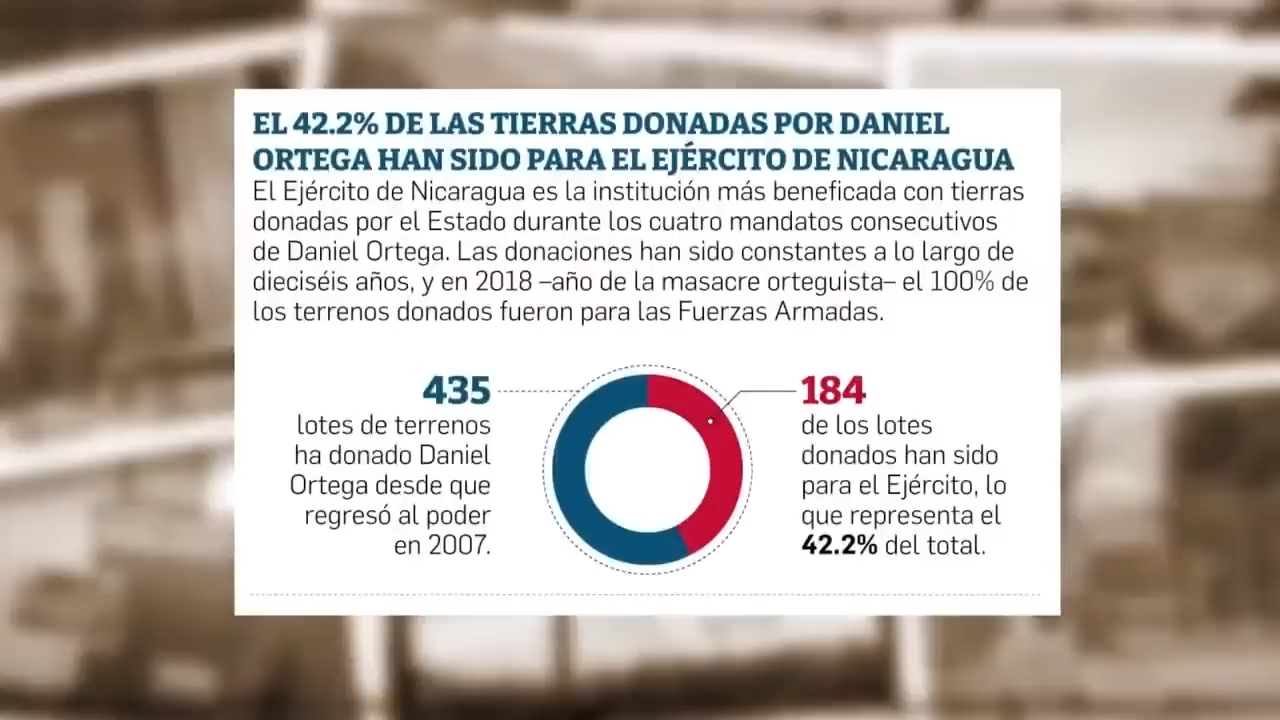 EL 42.2% DE LAS TIERRAS DONADAS POR DANIEL
ORTEGA HAN SIDO PARA EL EJÉRCITO DE NICARAGUA
El Ejército de Nicaragua es la institución más beneficada con tierras
donadas por el Estado durante los cuatro mandatos consecutivos
de Daniel Ortega. Las donaciones han sido constantes a lo largo de
dieciséis años, y en 2018 –año de la masacre orteguista– el 100% de
los terrenos donados fueron para las Fuerzas Armadas.
435
lotes de terrenos
ha donado Daniel
Ortega desde que
regresó al poder
en 2007.
184
de los lotes
donados han sido
para el Ejército, lo
que representa el
42.2% del total.